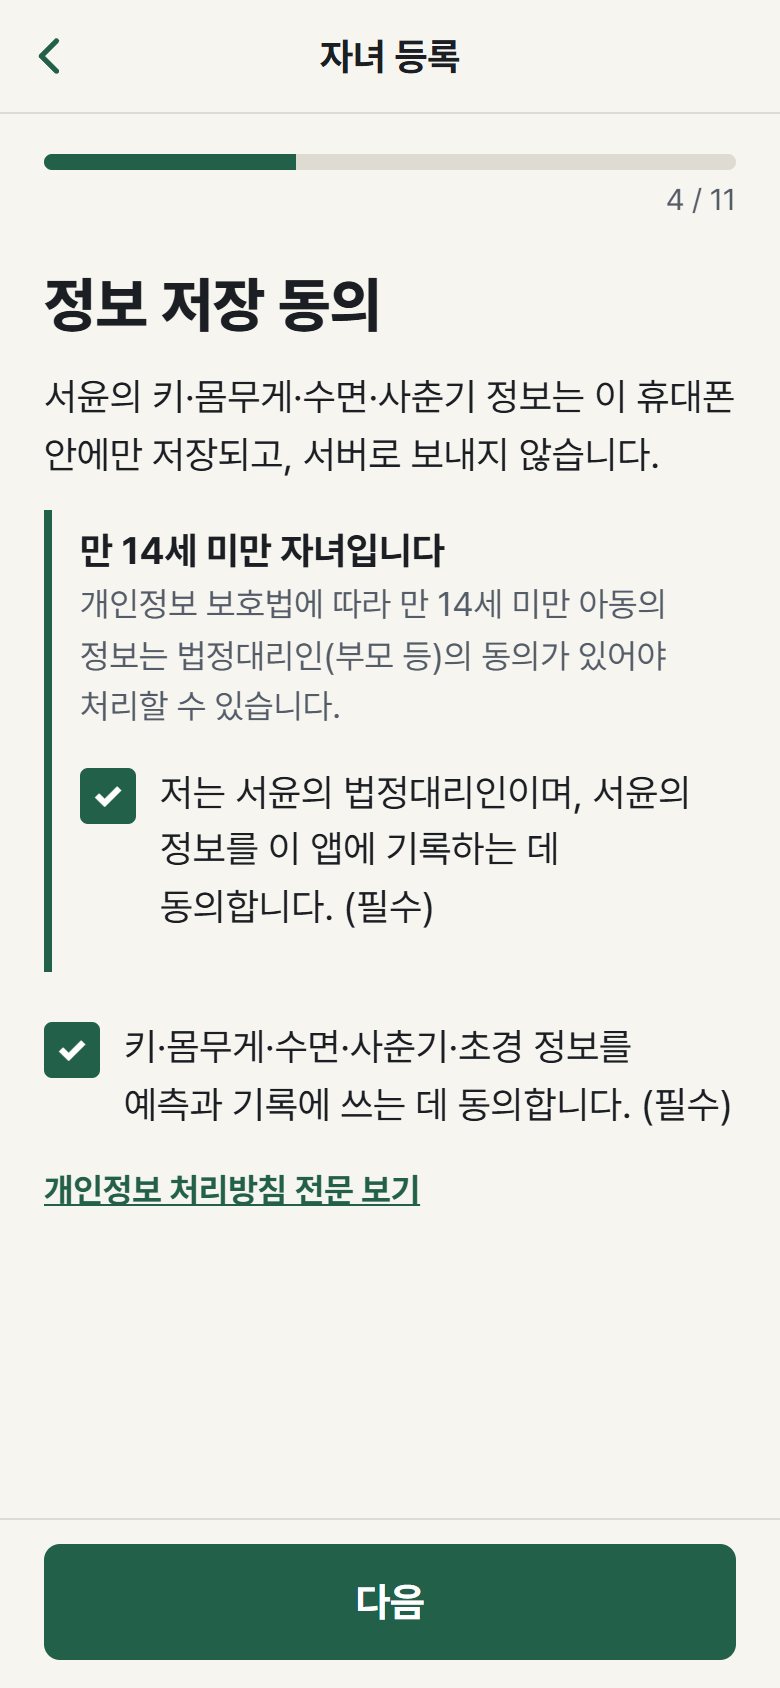 자녀 등록
4 / 11
정보 저장 동의
서윤의 키·몸무게·수면·사춘기 정보는 이 휴대폰
안에만 저장되고, 서버로 보내지 않습니다.
만 14세 미만 자녀입니다
개인정보 보호법에 따라 만 14세 미만 아동의
정보는 법정대리인(부모 등)의 동의가 있어야
처리할 수 있습니다.
저는 서윤의 법정대리인이며, 서윤의
정보를 이 앱에 기록하는 데
동의합니다. (필수)
키·몸무게·수면·사춘기·초경 정보를
예측과 기록에 쓰는 데 동의합니다. (필수)
개인정보 처리방침 전문 보기
다음